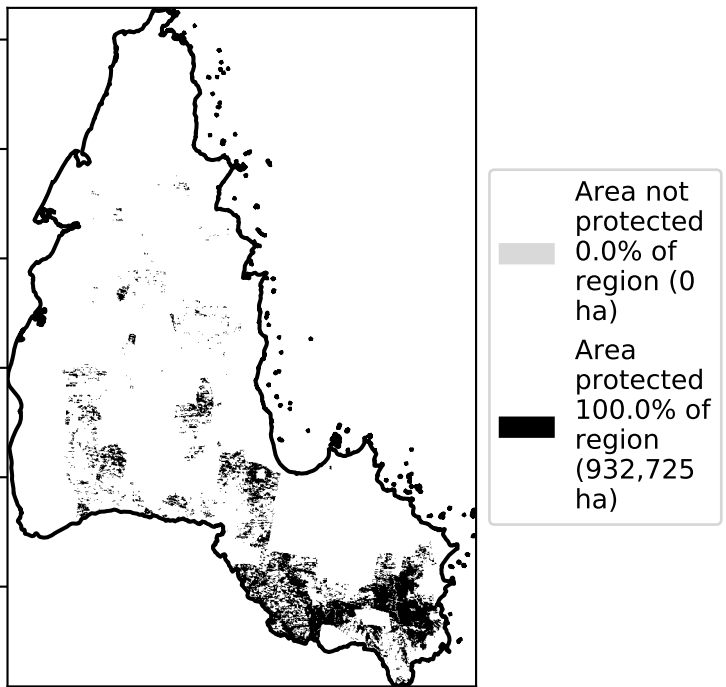 Area not
protected
0.0% of
region (0
ha)
Area
protected
100.0% of
region
(932,725
ha)